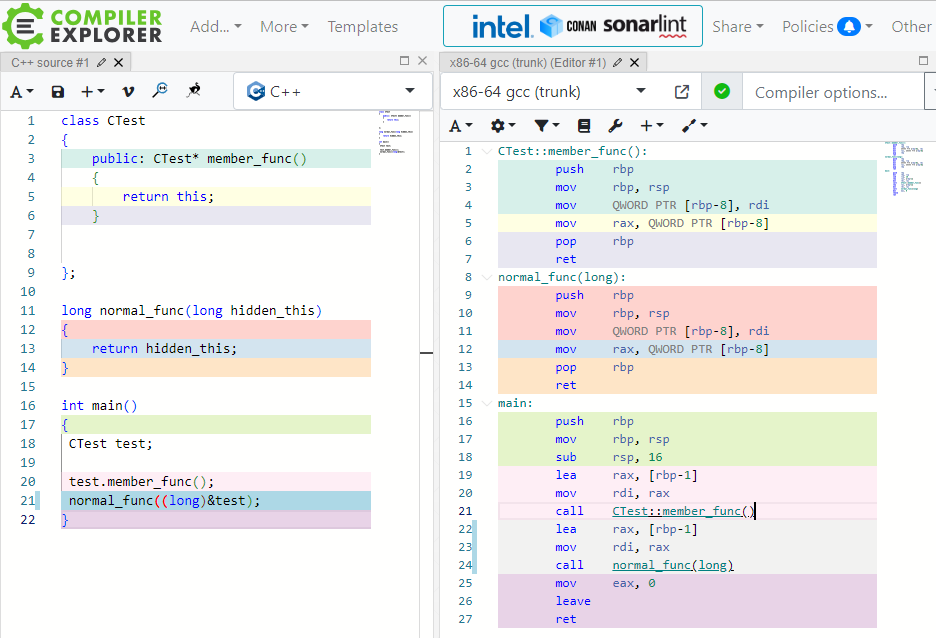 COMPILER
EXPLORER
Add...
More
Templates
intel.
CONAN
sonarlint
Share
Policies
Other
C++ source #1
x86-64 gcc (trunk) (Editor #1)
A
C++
x86-64 gcc (trunk)
Compiler options...
A
1 class CTest
2 {
3 public: CTest* member_func()
4 {
5 return this;
6 }
7
8
9 };
10
11 long normal_func(long hidden_this)
12 {
13 return hidden_this;
14 }
15
16 int main()
17 {
18 CTest test;
19
20 test.member_func();
21 normal_func((long)&test);
22 }
1 CTest::member_func():
2 push rbp
3 mov rbp, rsp
4 mov QWORD PTR [rbp-8], rdi
5 mov rax, QWORD PTR [rbp-8]
6 pop rbp
7 ret
8 normal_func(long):
9 push rbp
10 mov rbp, rsp
11 mov QWORD PTR [rbp-8], rdi
12 mov rax, QWORD PTR [rbp-8]
13 pop rbp
14 ret
15 main:
16 push rbp
17 mov rbp, rsp
18 sub rsp, 16
19 lea rax, [rbp-1]
20 mov rdi, rax
21 call CTest::member_func()
22 lea rax, [rbp-1]
23 mov rdi, rax
24 call normal_func(long)
25 mov eax, 0
26 leave
27 ret